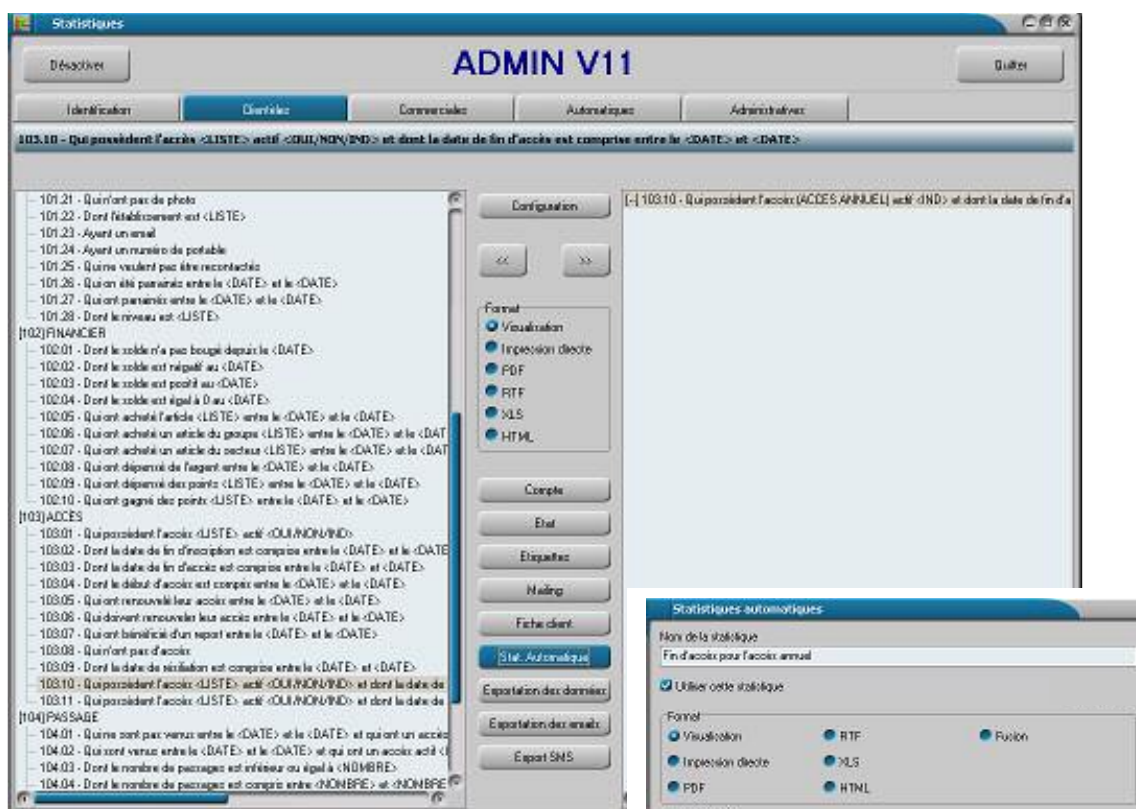 Statistiques
Désactiver
ADMIN V11
Quitter
Identification
Clientèles
Commerciales
Automatiques
Administratives
103.10 - Qui possèdent l'accès <LISTE> actif <OUI/NON/IND> et dont la date de fin d'accès est comprise entre le <DATE> et <DATE>
101.21 - Qui n'ont pas de photo
101.22 - Dont l'établissement est <LISTE>
101.23 - Ayant un email
101.24 - Ayant un numéro de portable
101.25 - Qui ne veulent pas être recontactés
101.26 - Qui on été parrainés entre le <DATE> et le <DATE>
101.27 - Qui ont parrainés entre le <DATE> et le <DATE>
101.28 - Dont le niveau est <LISTE>
[102] FINANCIER
102.01 - Dont le solde n'a pas bougé depuis le <DATE>
102.02 - Dont le solde est négatif au <DATE>
102.03 - Dont le solde est positif au <DATE>
102.04 - Dont le solde est égal à 0 au <DATE>
102.05 - Qui ont acheté l'article <LISTE> entre le <DATE> et le <DATE>
102.06 - Qui ont acheté un article du groupe <LISTE> entre le <DATE> et le <DAT
102.07 - Qui ont acheté un article du secteur <LISTE> entre le <DATE> et le <DAT
102.08 - Qui ont dépensé de l'argent entre le <DATE> et le <DATE>
102.09 - Qui ont dépensé des points <LISTE> entre le <DATE> et le <DATE>
102.10 - Qui ont gagné des points <LISTE> entre le <DATE> et le <DATE>
[103] ACCÈS
103.01 - Qui possèdent l'accès <LISTE> actif <OUI/NON/IND>
103.02 - Dont la date de fin d'inscription est comprise entre le <DATE> et le <DATE
103.03 - Dont la date de fin d'accès est comprise entre le <DATE> et le <DATE>
103.04 - Dont le début d'accès est compris entre le <DATE> et le <DATE>
103.05 - Qui ont renouvelé leur accès entre le <DATE> et le <DATE>
103.06 - Qui doivent renouveler leur accès entre le <DATE> et le <DATE>
103.07 - Qui ont bénéficié d'un report entre le <DATE> et le <DATE>
103.08 - Qui n'ont pas d'accès
103.09 - Dont la date de résiliation est comprise entre le <DATE> et <DATE>
103.10 - Qui possèdent l'accès <LISTE> actif <OUI/NON/IND> et dont la date de
103.11 - Qui possèdent l'accès <LISTE> actif <OUI/NON/IND> et dont la date de
[104] PASSAGE
104.01 - Qui ne sont pas venus entre le <DATE> et le <DATE> et qui ont un accès
104.02 - Qui sont venus entre le <DATE> et le <DATE> et qui ont un accès actif <
104.03 - Dont le nombre de passages est inférieur ou égal à <NOMBRE>
104.04 - Dont le nombre de passages est compris entre <NOMBRE> et <NOMBRE
Configuration
<<
>>
Format
Visualisation
Impression directe
PDF
RTF
XLS
HTML
Compte
Etat
Etiquettes
Mailing
Fiche client
Stat. Automatique
Exportation des données
Exportation des emails
Export SMS
[-] 103.10 - Qui possèdent l'accès (ACCES ANNUEL) actif <IND> et dont la date de fin d'a
Statistiques automatiques
Nom de la statistique
Fin d'accès pour l'accès annuel
Utiliser cette statistique
Format
Visualisation
RTF
Fusion
Impression directe
XLS
PDF
HTML